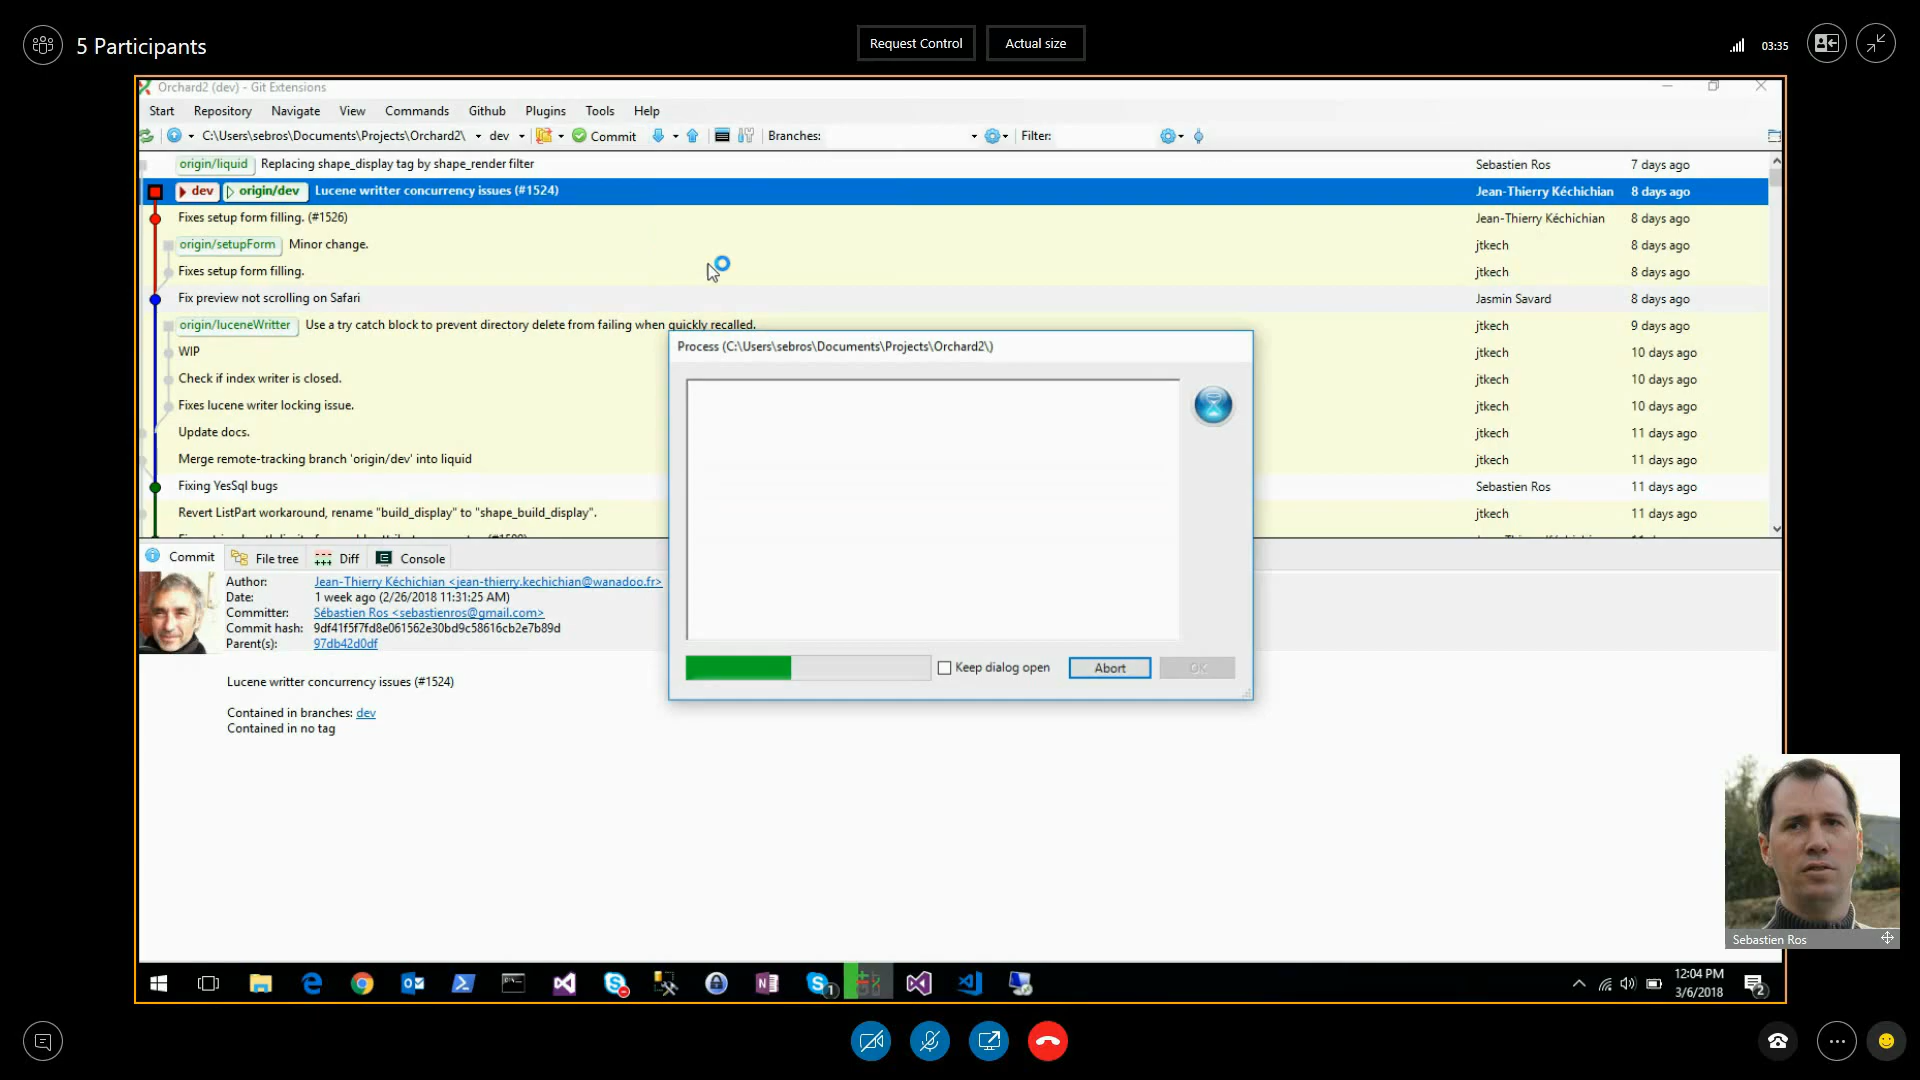 5 Participants
Request Control
Actual size
03:35
Orchard2 (dev) - Git Extensions
Start Repository Navigate View Commands Github Plugins Tools Help
C:\Users\sebros\Documents\Projects\Orchard2\ dev Commit Branches: Filter:
origin/liquid Replacing shape_display tag by shape_render filter Sebastien Ros 7 days ago
dev origin/dev Lucene writter concurrency issues (#1524) Jean-Thierry Kéchichian 8 days ago
Fixes setup form filling. (#1526) Jean-Thierry Kéchichian 8 days ago
origin/setupForm Minor change. jtkech 8 days ago
Fixes setup form filling. jtkech 8 days ago
Fix preview not scrolling on Safari Jasmin Savard 8 days ago
origin/luceneWritter Use a try catch block to prevent directory delete from failing when quickly recalled. jtkech 9 days ago
WIP jtkech 10 days ago
Check if index writer is closed. jtkech 10 days ago
Fixes lucene writer locking issue. jtkech 10 days ago
Update docs. jtkech 11 days ago
Merge remote-tracking branch 'origin/dev' into liquid jtkech 11 days ago
Fixing YesSql bugs Sebastien Ros 11 days ago
Revert ListPart workaround, rename "build_display" to "shape_build_display". jtkech 11 days ago
Process (C:\Users\sebros\Documents\Projects\Orchard2\)
Keep dialog open Abort OK
Commit File tree Diff Console
Author: Jean-Thierry Kéchichian <jean-thierry.kechichian@wanadoo.fr>
Date: 1 week ago (2/26/2018 11:31:25 AM)
Committer: Sébastien Ros <sebastienros@gmail.com>
Commit hash: 9df41f5f7fd8e061562e30bd9c58616cb2e7b89d
Parent(s): 97db42d0df
Lucene writter concurrency issues (#1524)
Contained in branches: dev
Contained in no tag
Sebastien Ros
12:04 PM
3/6/2018
1
2